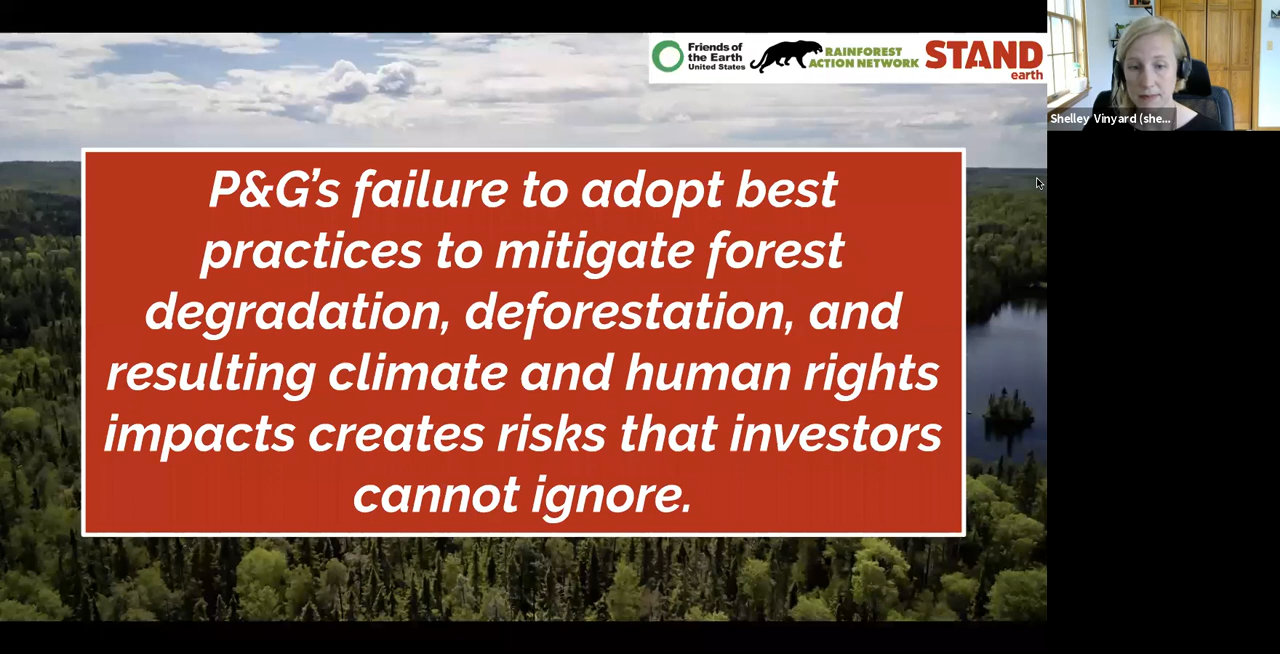 Friends of
the Earth
United States
RAINFOREST
ACTION NETWORK
STAND
earth
Shelley Vinyard (she...
P&G’s failure to adopt best
practices to mitigate forest
degradation, deforestation, and
resulting climate and human rights
impacts creates risks that investors
cannot ignore.